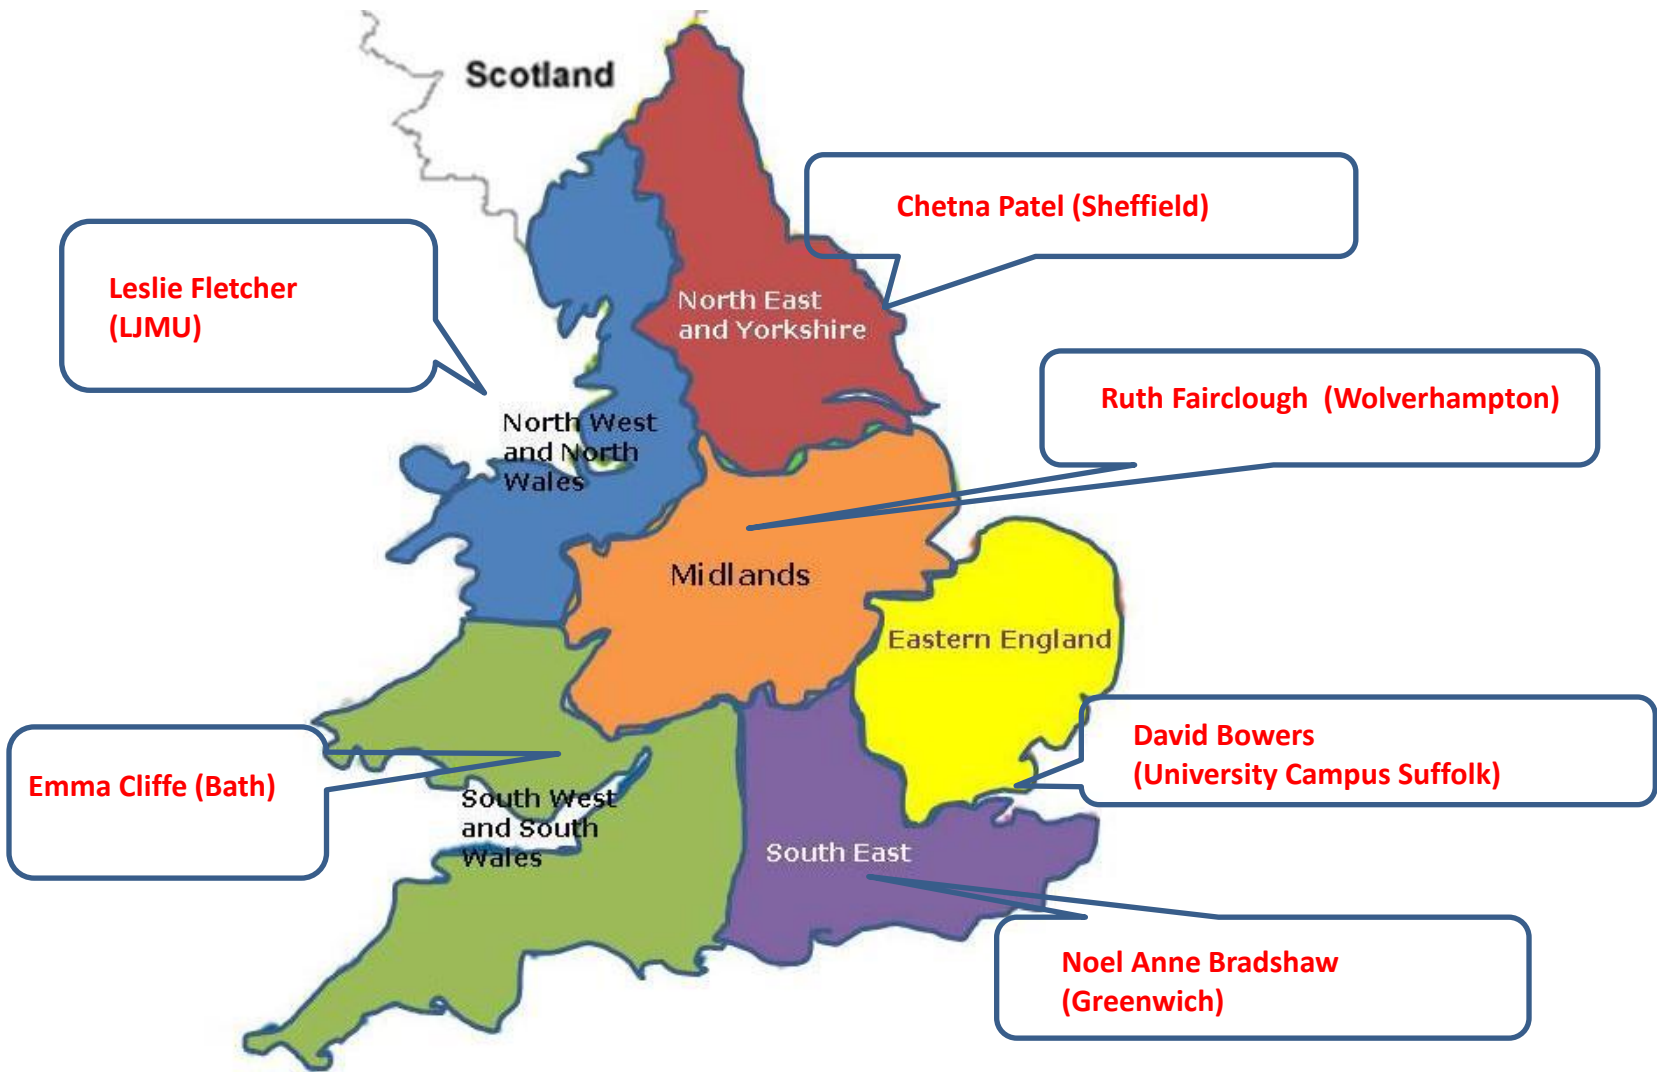 Scotland
Chetna Patel (Sheffield)
Leslie Fletcher
(LJMU)
North East
and Yorkshire
Ruth Fairclough  (Wolverhampton)
North West
and North
Wales
Midlands
Eastern England
David Bowers
(University Campus Suffolk)
Emma Cliffe (Bath)
South West
and South
Wales
South East
Noel Anne Bradshaw
(Greenwich)